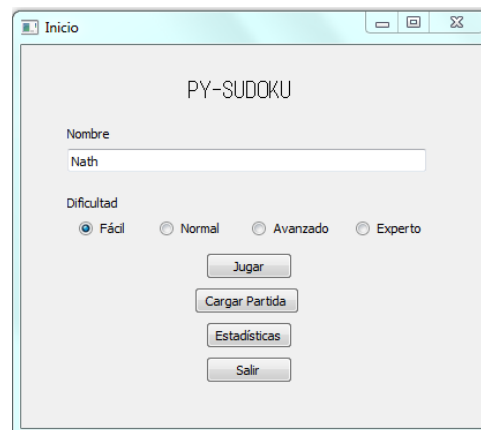 Inicio
PY-SUDOKU
Nombre
Nath
Dificultad
Fácil Normal Avanzado Experto
Jugar
Cargar Partida
Estadísticas
Salir